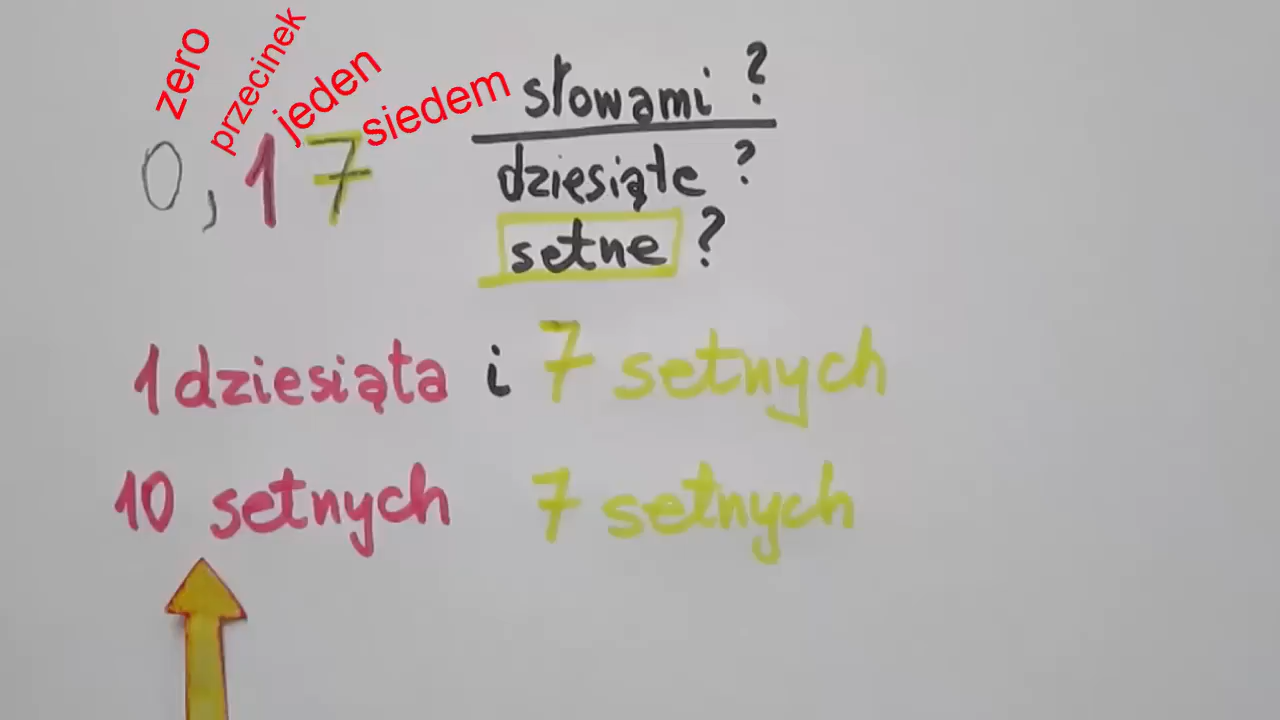 zero
przecinek
jeden
siedem
0,17
słowami ?
dziesiąte ?
setne ?
1 dziesiąta i 7 setnych
10 setnych 7 setnych